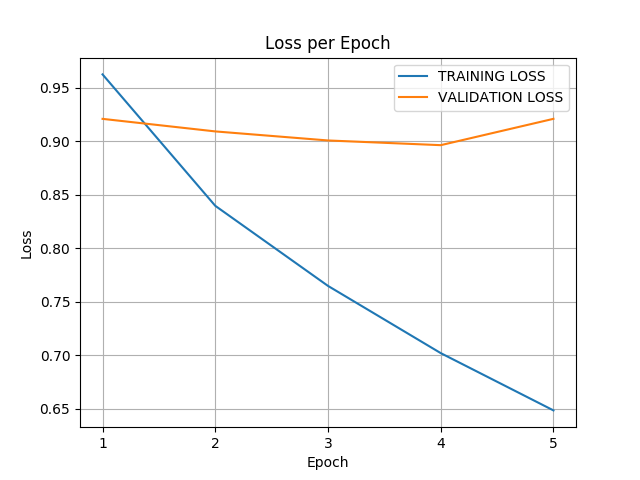 Loss per Epoch
TRAINING LOSS
VALIDATION LOSS
0.95
0.90
0.85
0.80
0.75
0.70
0.65
Loss
1 2 3 4 5
Epoch